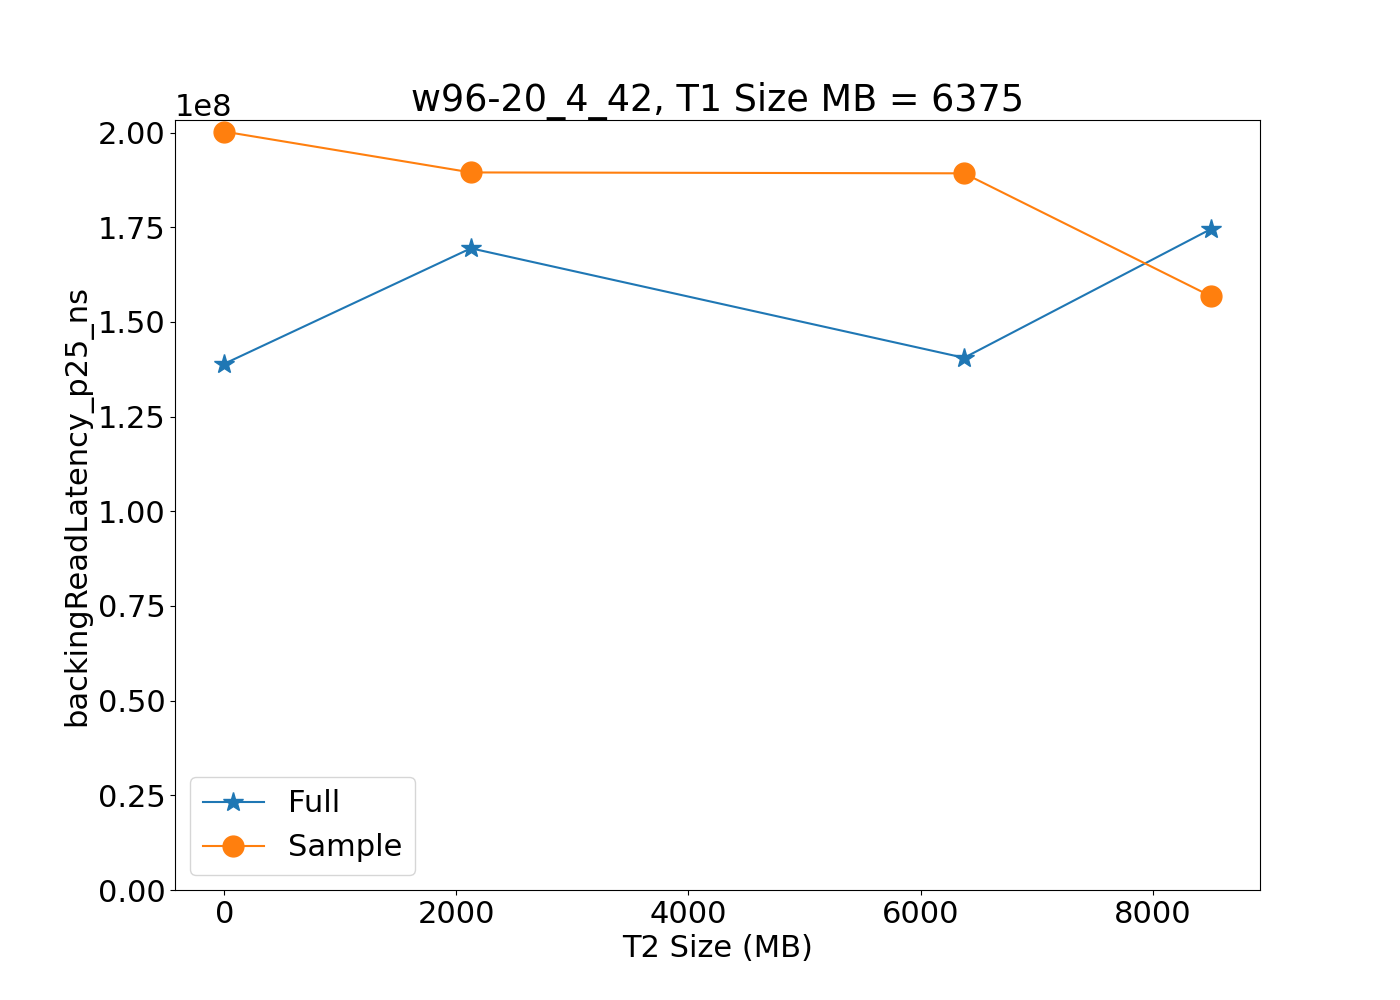 w96-20_4_42, T1 Size MB = 6375
1e8
2.00
1.75
1.50
1.25
1.00
0.75
0.50
0.25
0.00
backingReadLatency_p25_ns
Full
Sample
0 2000 4000 6000 8000
T2 Size (MB)